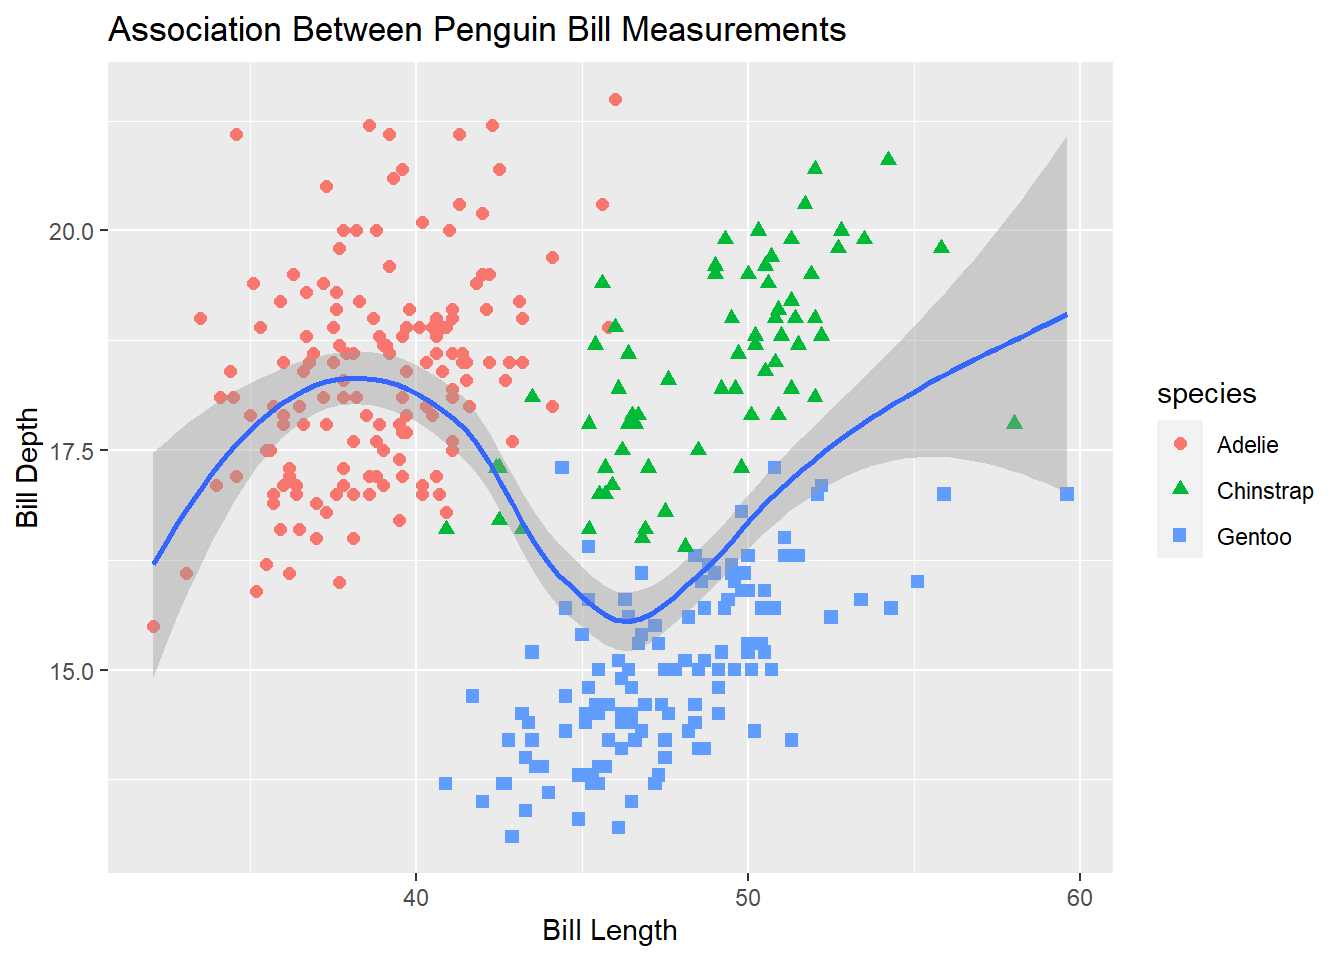 Association Between Penguin Bill Measurements
20.0
17.5
15.0
Bill Depth
40
50
60
Bill Length
species
Adelie
Chinstrap
Gentoo